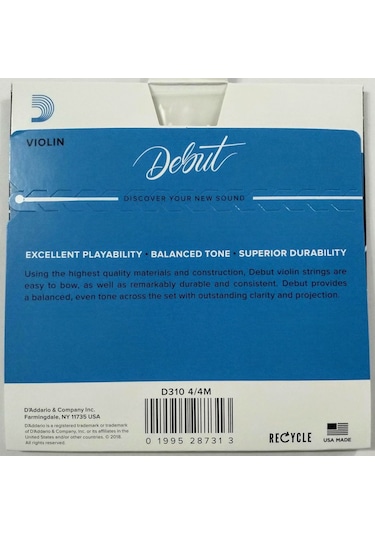 VIOLIN
Debut
DISCOVER YOUR NEW SOUND
EXCELLENT PLAYABILITY · BALANCED TONE · SUPERIOR DURABILITY
Using the highest quality materials and construction, Debut violin strings are
easy to bow, as well as remarkably durable and consistent. Debut provides
a balanced, even tone across the set with outstanding clarity and projection.
D310 4/4M
D'Addario & Company Inc.
Farmingdale, NY 11735 USA
D'Addario is a registered trademark or trademark
of D'Addario & Company, Inc. or its affiliates in the
United States and/or other countries. © 2018.
All rights reserved.
0 19954 28731 3
RECYCLE
USA MADE